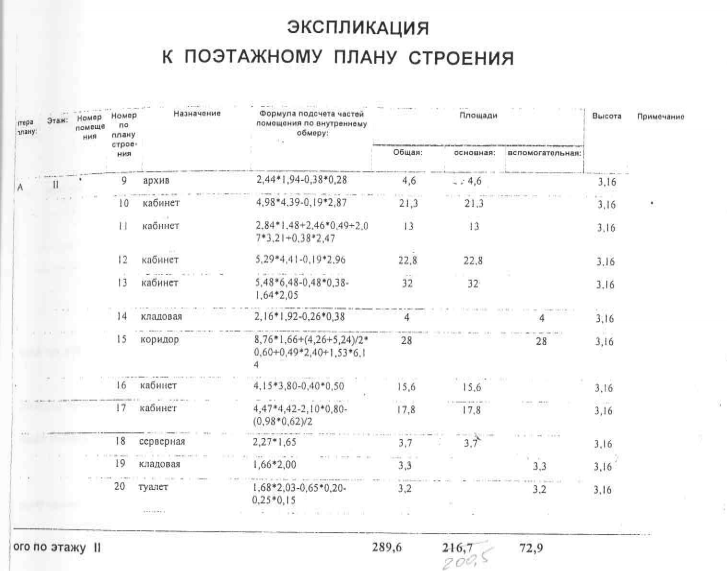 ЭКСПЛИКАЦИЯ
К ПОЭТАЖНОМУ ПЛАНУ СТРОЕНИЯ
тера плану: Этаж: Номер помеще ния Номер по плану строе- ния Назначение Формула подсчета частей помещения по внутреннему обмеру: Площади Высота Примечание
Общая: основная: вспомогательная:
А II 9 архив 2,44*1,94-0,38*0,28 4,6 4,6 3,16
10 кабинет 4,98*4,39-0,19*2,87 21,3 21,3 3,16
11 кабинет 2,84*1,48+2,46*0,49+2,0 13 13 3,16
7*3,21+0,38*2,47
12 кабинет 5,29*4,41-0,19*2,96 22,8 22,8 3,16
13 кабинет 5,48*6,48-0,48*0,38- 32 32 3,16
1,64*2,05
14 кладовая 2,16*1,92-0,26*0,38 4 4 3,16
15 коридор 8,76*1,66+(4,26+5,24)/2* 28 28 3,16
0,60+0,49*2,40+1,53*6,1
4
16 кабинет 4,15*3,80-0,40*0,50 15,6 15,6 3,16
17 кабинет 4,47*4,42-2,10*0,80- 17,8 17,8 3,16
(0,98*0,62)/2
18 серверная 2,27*1,65 3,7 3,7 3,16
19 кладовая 1,66*2,00 3,3 3,3 3,16
20 туалет 1,68*2,03-0,65*0,20- 3,2 3,2 3,16
0,25*0,15
ого по этажу II 289,6 216,7 72,9
200,5